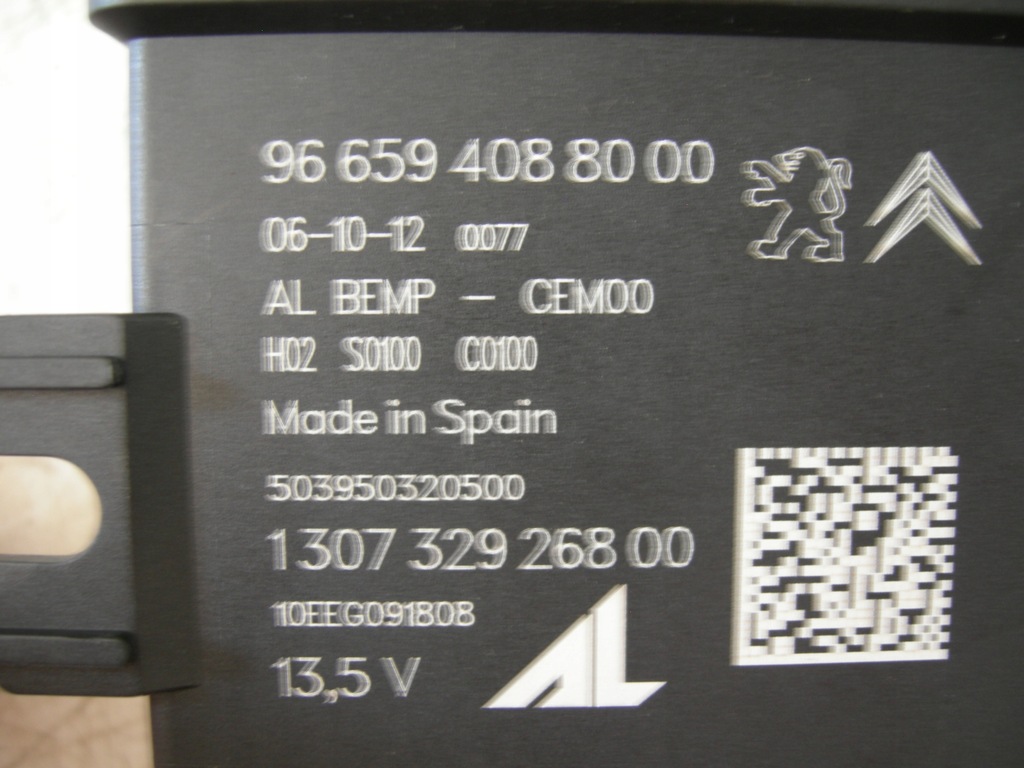 96 659 408 80 00
06-10-12 0077
AL BEMP - CEM00
H02 S0100 C0100
Made in Spain
503950320500
1 307 329 268 00
10EEG091808
13,5 V
AL